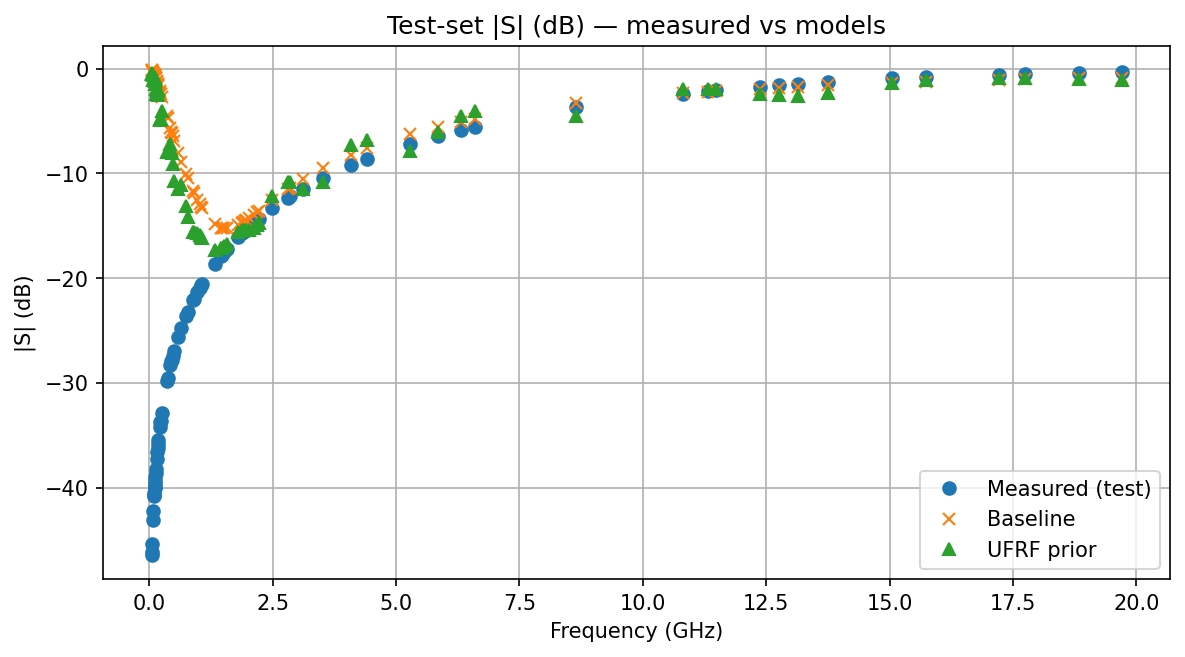 Test-set |S| (dB) — measured vs models
|S| (dB)
0
−10
−20
−30
−40
Measured (test)
Baseline
UFRF prior
0.0 2.5 5.0 7.5 10.0 12.5 15.0 17.5 20.0
Frequency (GHz)